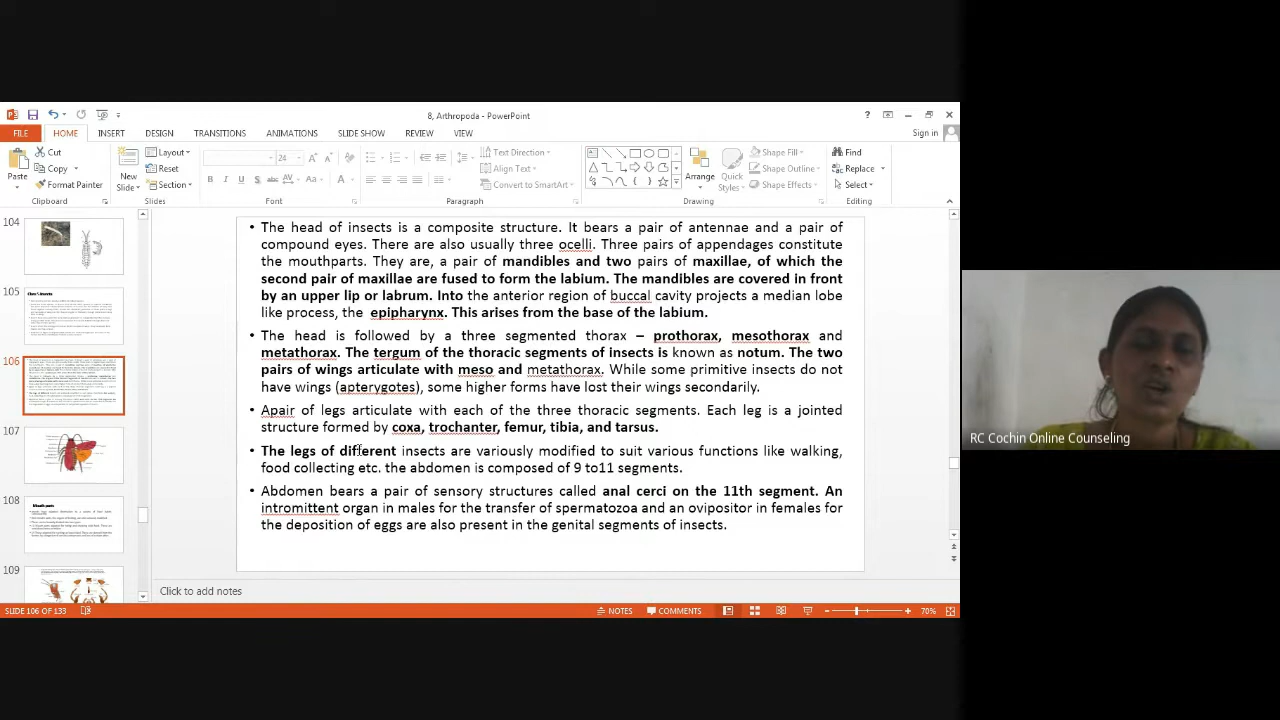 8, Arthropoda - PowerPoint
Sign in
FILE HOME INSERT DESIGN TRANSITIONS ANIMATIONS SLIDE SHOW REVIEW VIEW
Paste
Cut
Copy
Format Painter
Clipboard
New Slide
Layout
Reset
Section
Slides
24
Font
Paragraph
Text Direction
Align Text
Convert to SmartArt
Arrange
Quick Styles
Shape Fill
Shape Outline
Shape Effects
Drawing
Find
Replace
Select
Editing
104
105
106
107
108
109
• The head of insects is a composite structure. It bears a pair of antennae and a pair of
compound eyes. There are also usually three ocelli. Three pairs of appendages constitute
the mouthparts. They are, a pair of mandibles and two pairs of maxillae, of which the
second pair of maxillae are fused to form the labium. The mandibles are covered in front
by an upper lip or labrum into the anterior region of buccal cavity projects a median lobe
like process, the epipharynx. The from the base of the labium.
• The head is followed by a three segmented thorax – prothorax, and
metathorax. The tergum of thoracic segments of insects is known as notum. The two
of wings articulate with meso- metathorax. While some primitive insects are not
some modern forms have lost their wings secondarily.
• Apair of legs articulate with each of the three thoracic segments. Each leg is a jointed
structure formed by coxa, trochanter, femur, tibia, and tarsus.
• The legs of different insects are variously modified to suit various functions like walking,
food collecting etc. the abdomen is composed of 9 to11 segments.
• Abdomen bears a pair of sensory structures called anal cerci on the 11th segment. An
intromittent organ in males for the transfer of spermatozoa and an ovipositor in females for
the deposition of eggs are also present in the genital segments of insects.
Click to add notes
SLIDE 106 OF 133
NOTES
COMMENTS
70%
RC Cochin Online Counseling